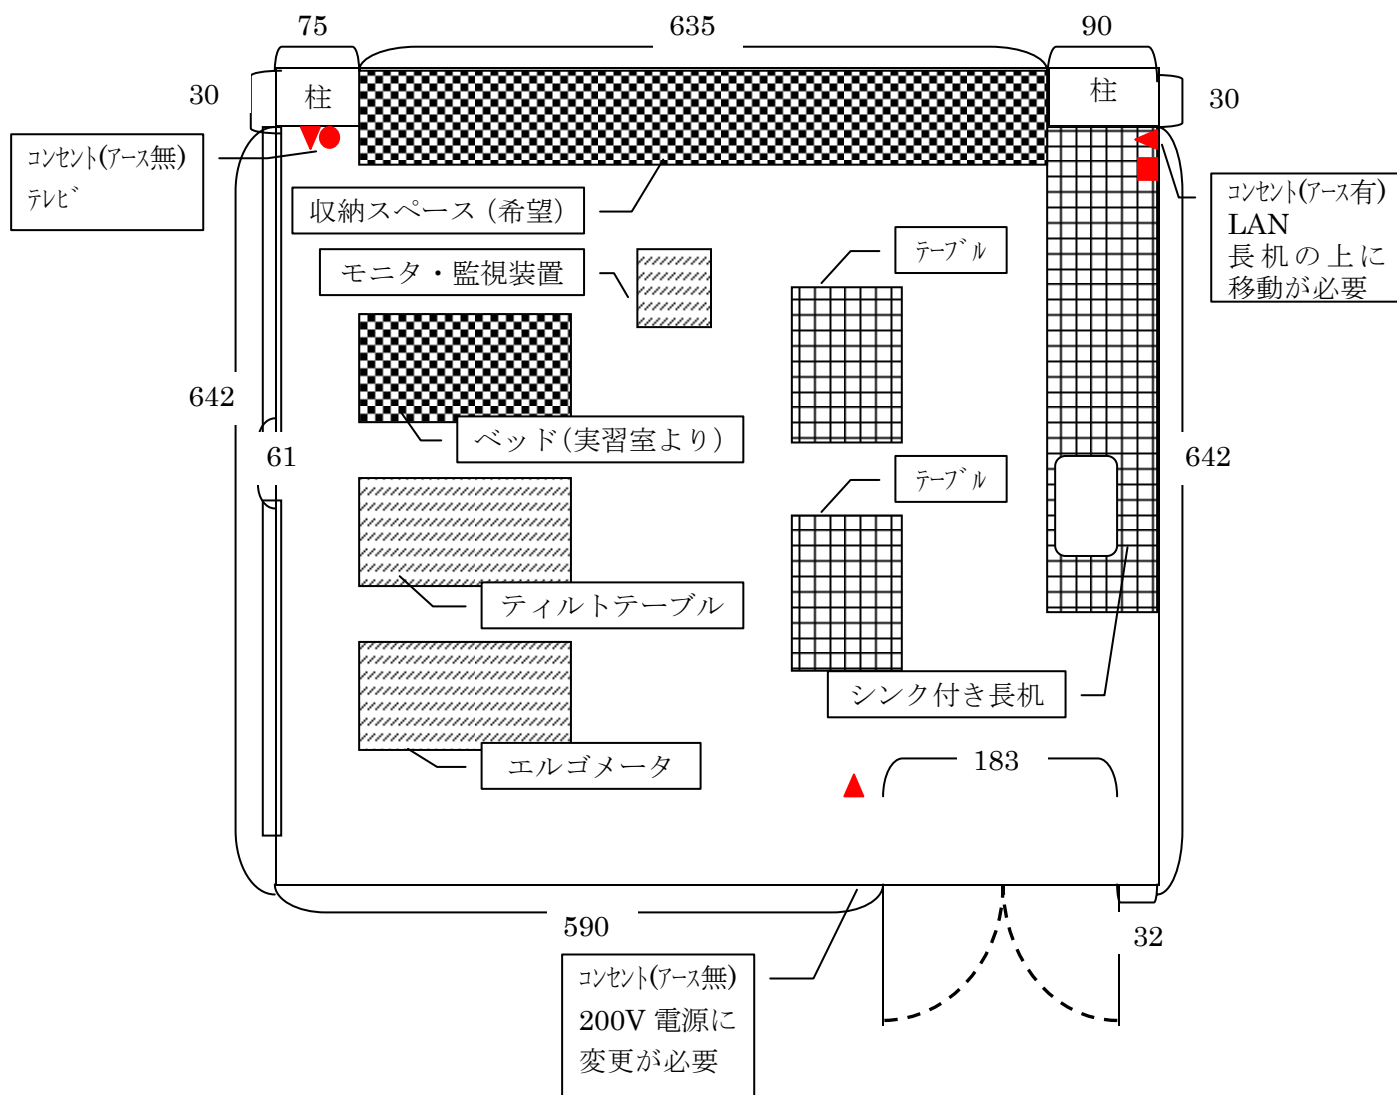 75
635
90
30
柱
柱
30
コンセント(アース無)
テレビ
コンセント(アース有)
LAN
長机の上に
移動が必要
収納スペース（希望）
モニタ・監視装置
テーブル
642
ベッド（実習室より）
61
テーブル
642
ティルトテーブル
シンク付き長机
エルゴメータ
183
590
32
コンセント(アース無)
200V 電源に
変更が必要